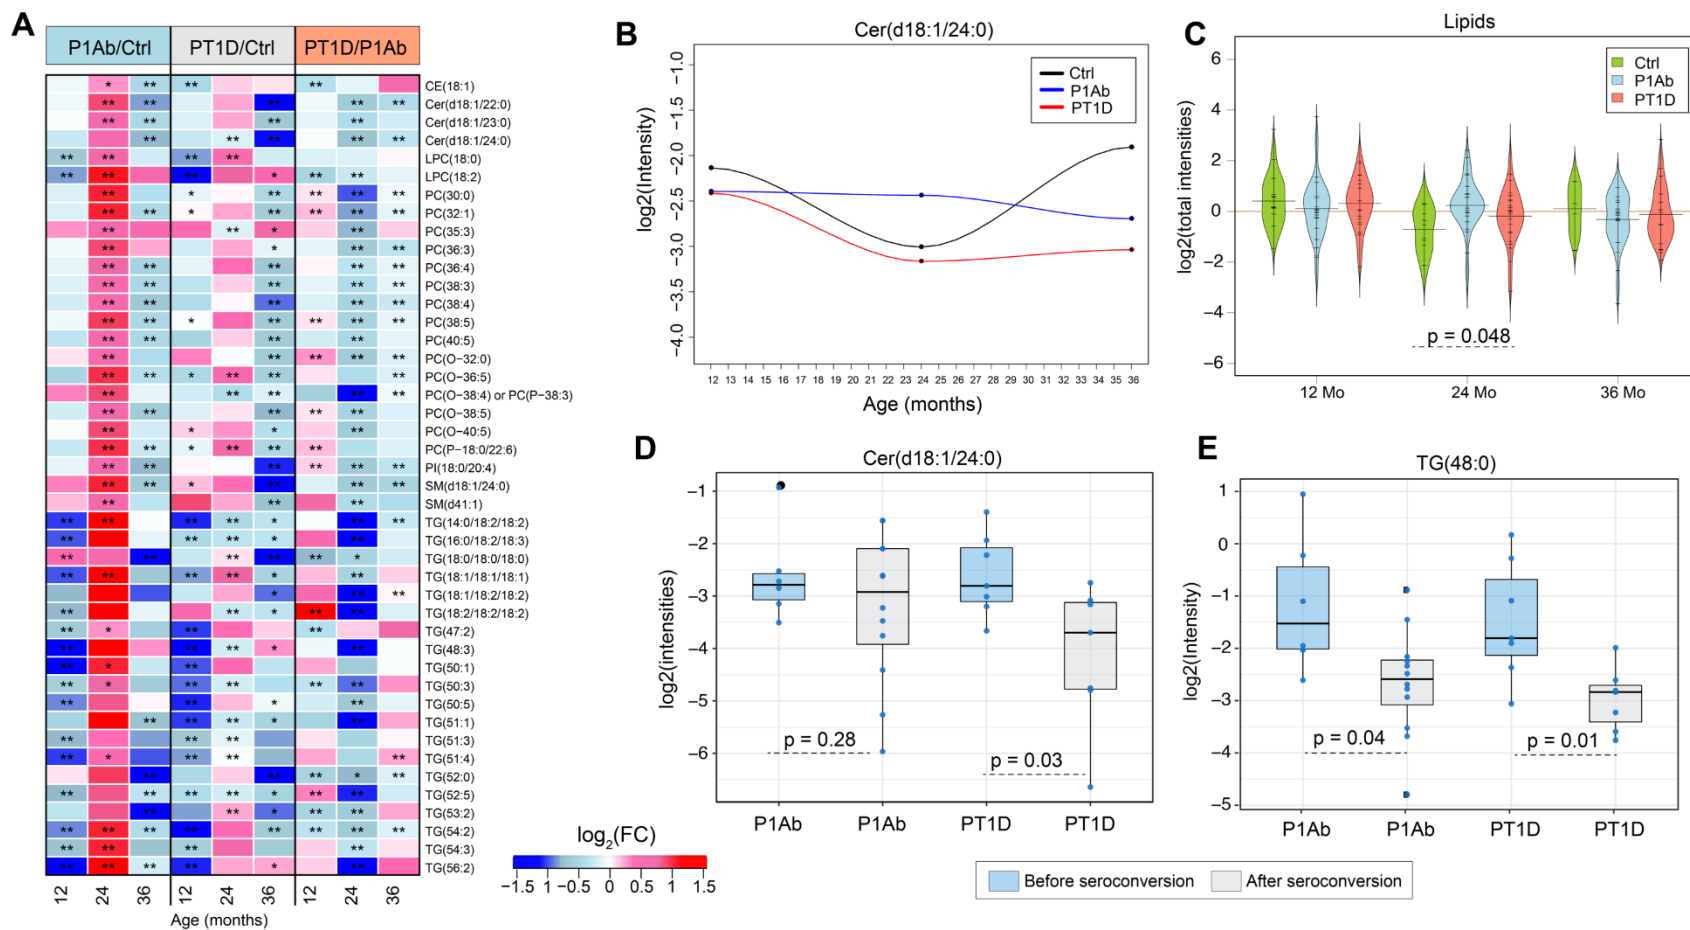 A
P1Ab/Ctrl
PT1D/Ctrl
PT1D/P1Ab
CE(18:1)
Cer(d18:1/22:0)
Cer(d18:1/23:0)
Cer(d18:1/24:0)
LPC(18:0)
LPC(18:2)
PC(30:0)
PC(32:1)
PC(35:3)
PC(36:3)
PC(36:4)
PC(38:3)
PC(38:4)
PC(38:5)
PC(40:5)
PC(O−32:0)
PC(O−36:5)
PC(O−38:4) or PC(P−38:3)
PC(O−38:5)
PC(O−40:5)
PC(P−18:0/22:6)
PI(18:0/20:4)
SM(d18:1/24:0)
SM(d41:1)
TG(14:0/18:2/18:2)
TG(16:0/18:2/18:3)
TG(18:0/18:0/18:0)
TG(18:1/18:1/18:1)
TG(18:1/18:2/18:2)
TG(18:2/18:2/18:2)
TG(47:2)
TG(48:3)
TG(50:1)
TG(50:3)
TG(50:5)
TG(51:1)
TG(51:3)
TG(51:4)
TG(52:0)
TG(52:5)
TG(53:2)
TG(54:2)
TG(54:3)
TG(56:2)
12 24 36 12 24 36 12 24 36
Age (months)
log2(FC)
−1.5 1 −0.5 0 0.5 1 1.5
B
Cer(d18:1/24:0)
Ctrl
P1Ab
PT1D
log2(Intensity)
−1.0
−1.5
−2.0
−2.5
−3.0
−3.5
−4.0
12 13 14 15 16 17 18 19 20 21 22 23 24 25 26 27 28 29 30 31 32 33 34 35 36
Age (months)
C
Lipids
Ctrl
P1Ab
PT1D
log2(total intensities)
6
4
2
0
−2
−4
−6
p = 0.048
12 Mo 24 Mo 36 Mo
D
Cer(d18:1/24:0)
log2(intensities)
−1
−2
−3
−4
−5
−6
p = 0.28
p = 0.03
P1Ab P1Ab PT1D PT1D
E
TG(48:0)
log2(Intensity)
1
0
−1
−2
−3
−4
−5
p = 0.04
p = 0.01
P1Ab P1Ab PT1D PT1D
Before seroconversion
After seroconversion